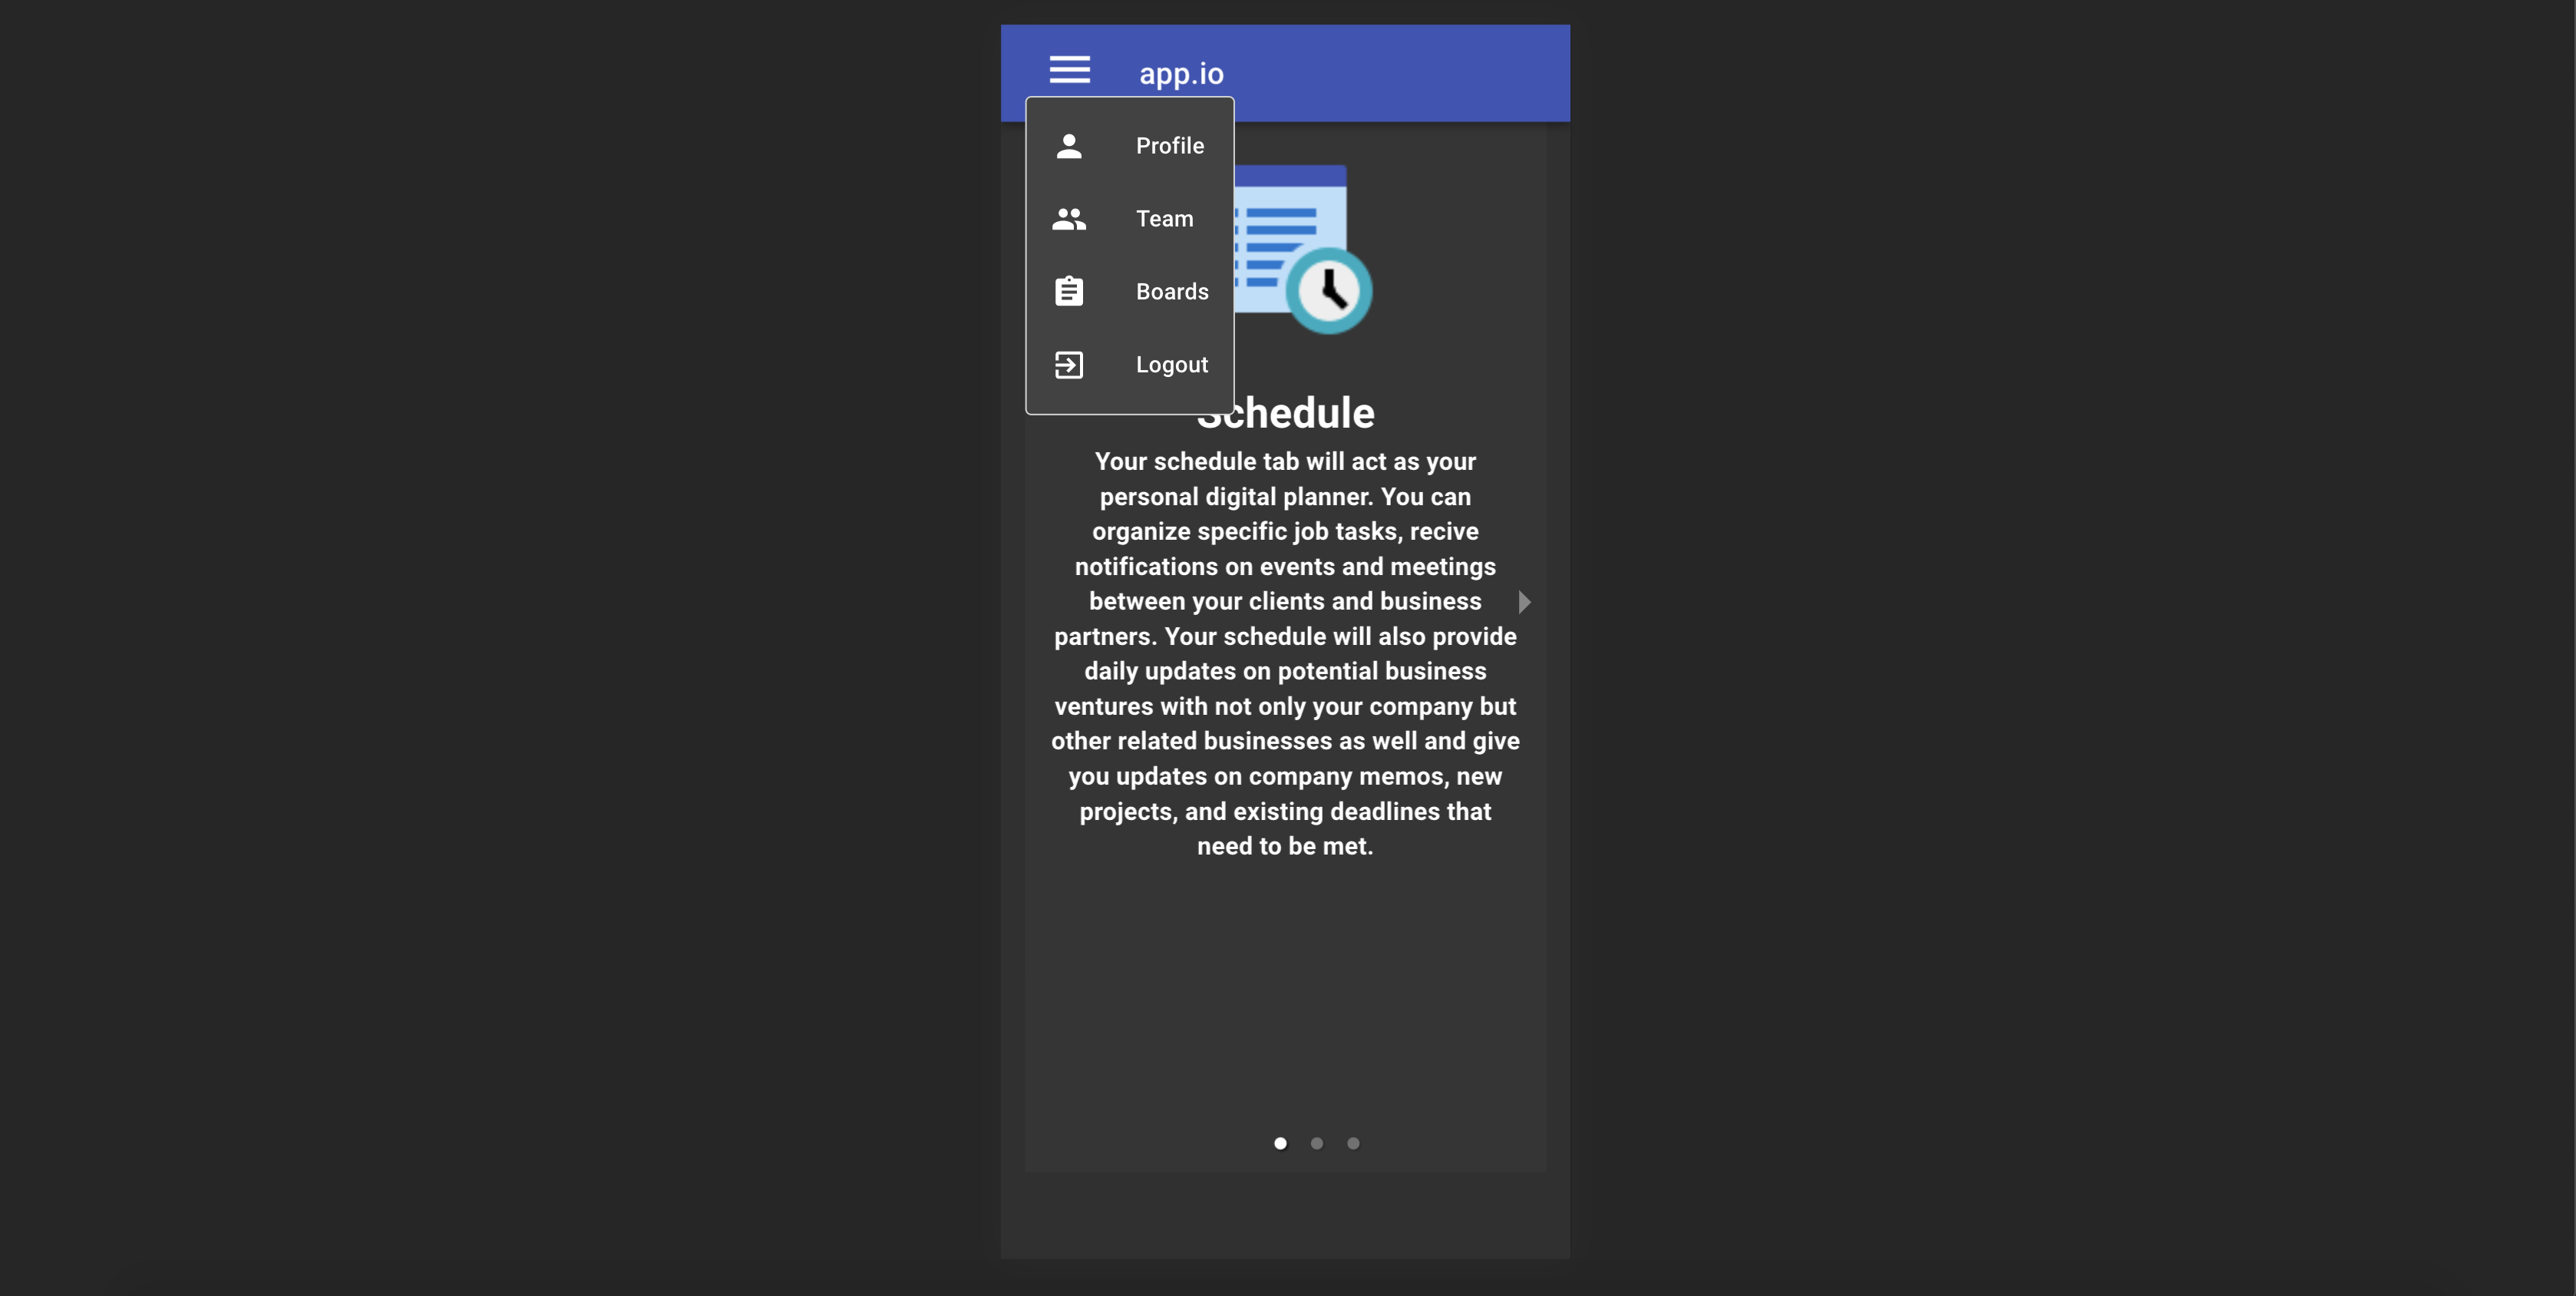 app.io
Profile
Team
Boards
Logout
Schedule
Your schedule tab will act as your
personal digital planner. You can
organize specific job tasks, recive
notifications on events and meetings
between your clients and business
partners. Your schedule will also provide
daily updates on potential business
ventures with not only your company but
other related businesses as well and give
you updates on company memos, new
projects, and existing deadlines that
need to be met.